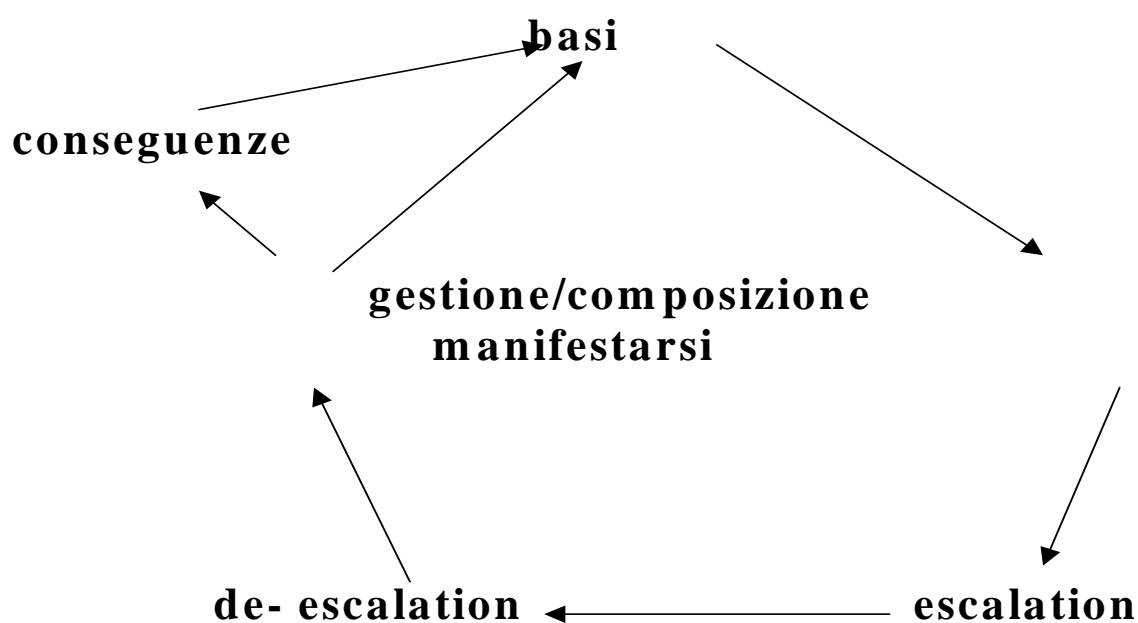 basi
conseguenze
gestione/composizione
manifestarsi
de- escalation
escalation